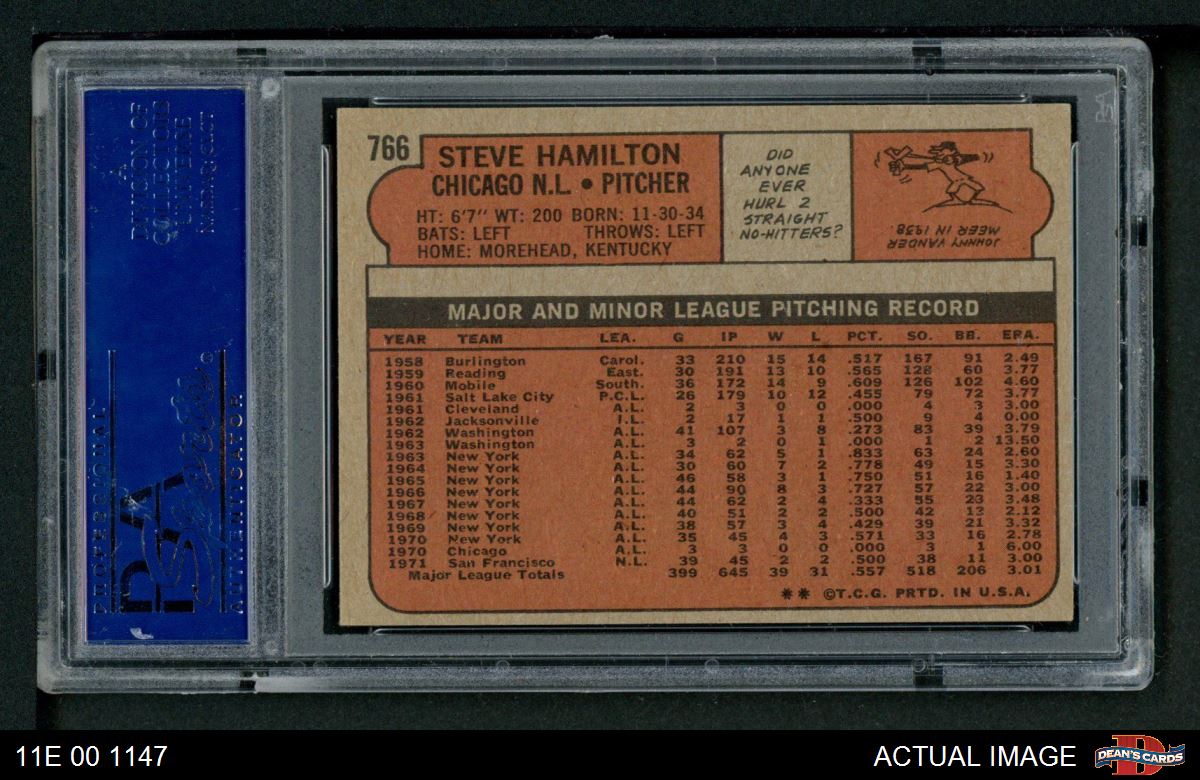 766
STEVE HAMILTON
CHICAGO N.L. • PITCHER
HT: 6'7" WT: 200 BORN: 11-30-34
BATS: LEFT THROWS: LEFT
HOME: MOREHEAD, KENTUCKY
DID
ANYONE
EVER
HURL 2
STRAIGHT
NO-HITTERS?
JOHNNY VANDER
MEER IN 1938.
MAJOR AND MINOR LEAGUE PITCHING RECORD
YEAR TEAM LEA. G IP W L PCT. SO. BB. ERA.
1958 Burlington Carol. 33 210 15 14 .517 167 91 2.49
1959 Reading East. 30 191 13 10 .565 128 60 3.77
1960 Mobile South. 36 172 14 9 .609 126 102 4.60
1961 Salt Lake City P.C.L. 26 179 10 12 .455 79 72 3.77
1961 Cleveland A.L. 2 3 0 0 .000 4 3 3.00
1962 Jacksonville I.L. 2 17 1 1 .500 9 4 0.00
1962 Washington A.L. 41 107 3 8 .273 83 39 3.79
1963 Washington A.L. 3 2 0 1 .000 1 2 13.50
1963 New York A.L. 34 62 5 1 .833 63 24 2.60
1964 New York A.L. 30 60 7 2 .778 49 15 3.30
1965 New York A.L. 46 58 3 1 .750 51 16 1.40
1966 New York A.L. 44 90 8 3 .727 57 22 3.00
1967 New York A.L. 44 62 2 4 .333 55 23 3.48
1968 New York A.L. 40 51 2 2 .500 42 13 2.12
1969 New York A.L. 38 57 3 4 .429 39 21 3.32
1970 New York A.L. 35 45 4 3 .571 33 16 2.78
1970 Chicago A.L. 3 3 0 0 .000 3 1 6.00
1971 San Francisco N.L. 39 45 2 2 .500 38 11 3.00
Major League Totals 399 645 39 31 .557 518 206 3.01
** ©T.C.G. PRTD. IN U.S.A.
A
DIVISION OF
COLLECTORS
UNIVERSE
PROFESSIONAL
PSA
AUTHENTICATOR
PSA
11E 00 1147
ACTUAL IMAGE
DEAN'S CARDS